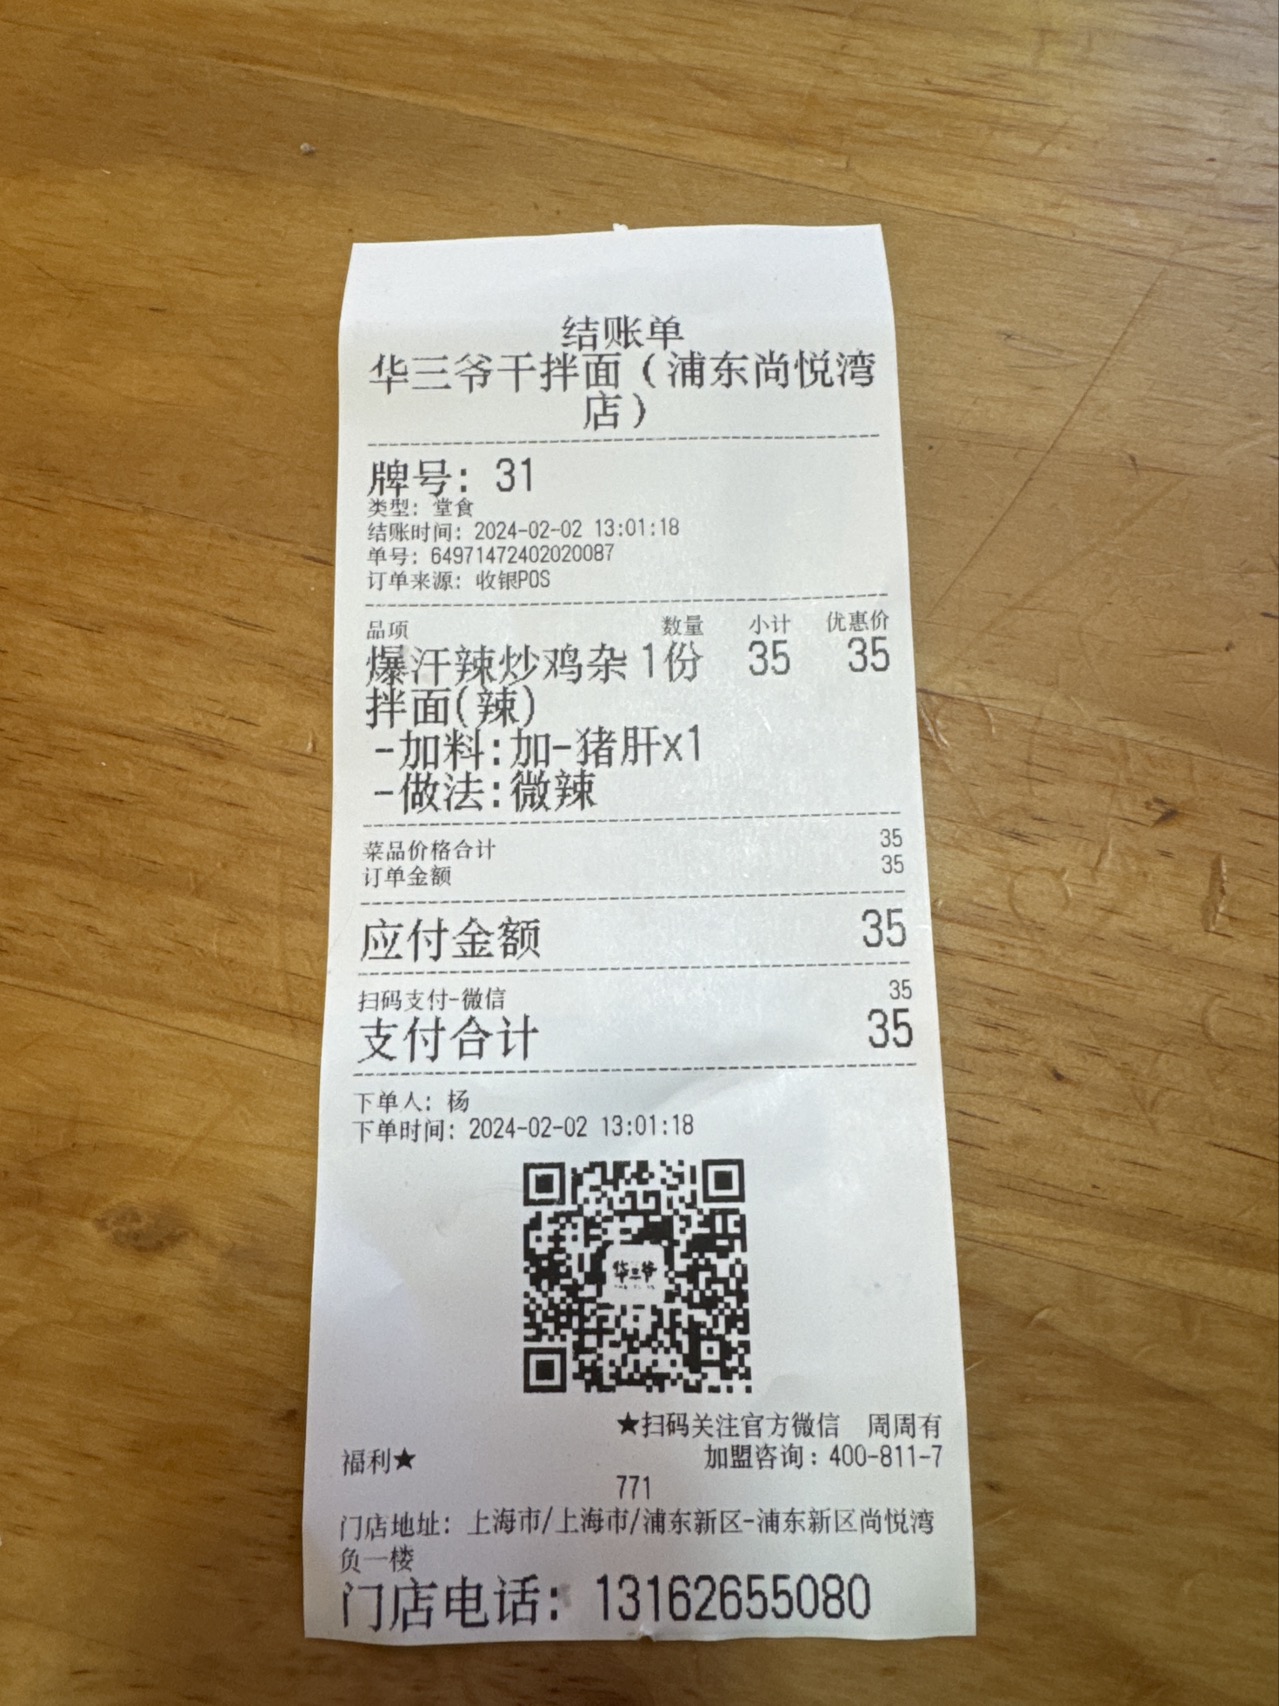 结账单
华三爷干拌面（浦东尚悦湾
店）
牌号：31
类型：堂食
结账时间：2024-02-02 13:01:18
单号：64971472402020087
订单来源：收银POS
品项 数量 小计 优惠价
爆汗辣炒鸡杂 1份 35 35
拌面(辣)
-加料:加-猪肝x1
-做法:微辣
菜品价格合计 35
订单金额 35
应付金额 35
扫码支付-微信 35
支付合计 35
下单人：杨
下单时间：2024-02-02 13:01:18
华三爷
★扫码关注官方微信 周周有
福利★ 加盟咨询：400-811-7
771
门店地址：上海市/上海市/浦东新区-浦东新区尚悦湾
负一楼
门店电话：13162655080